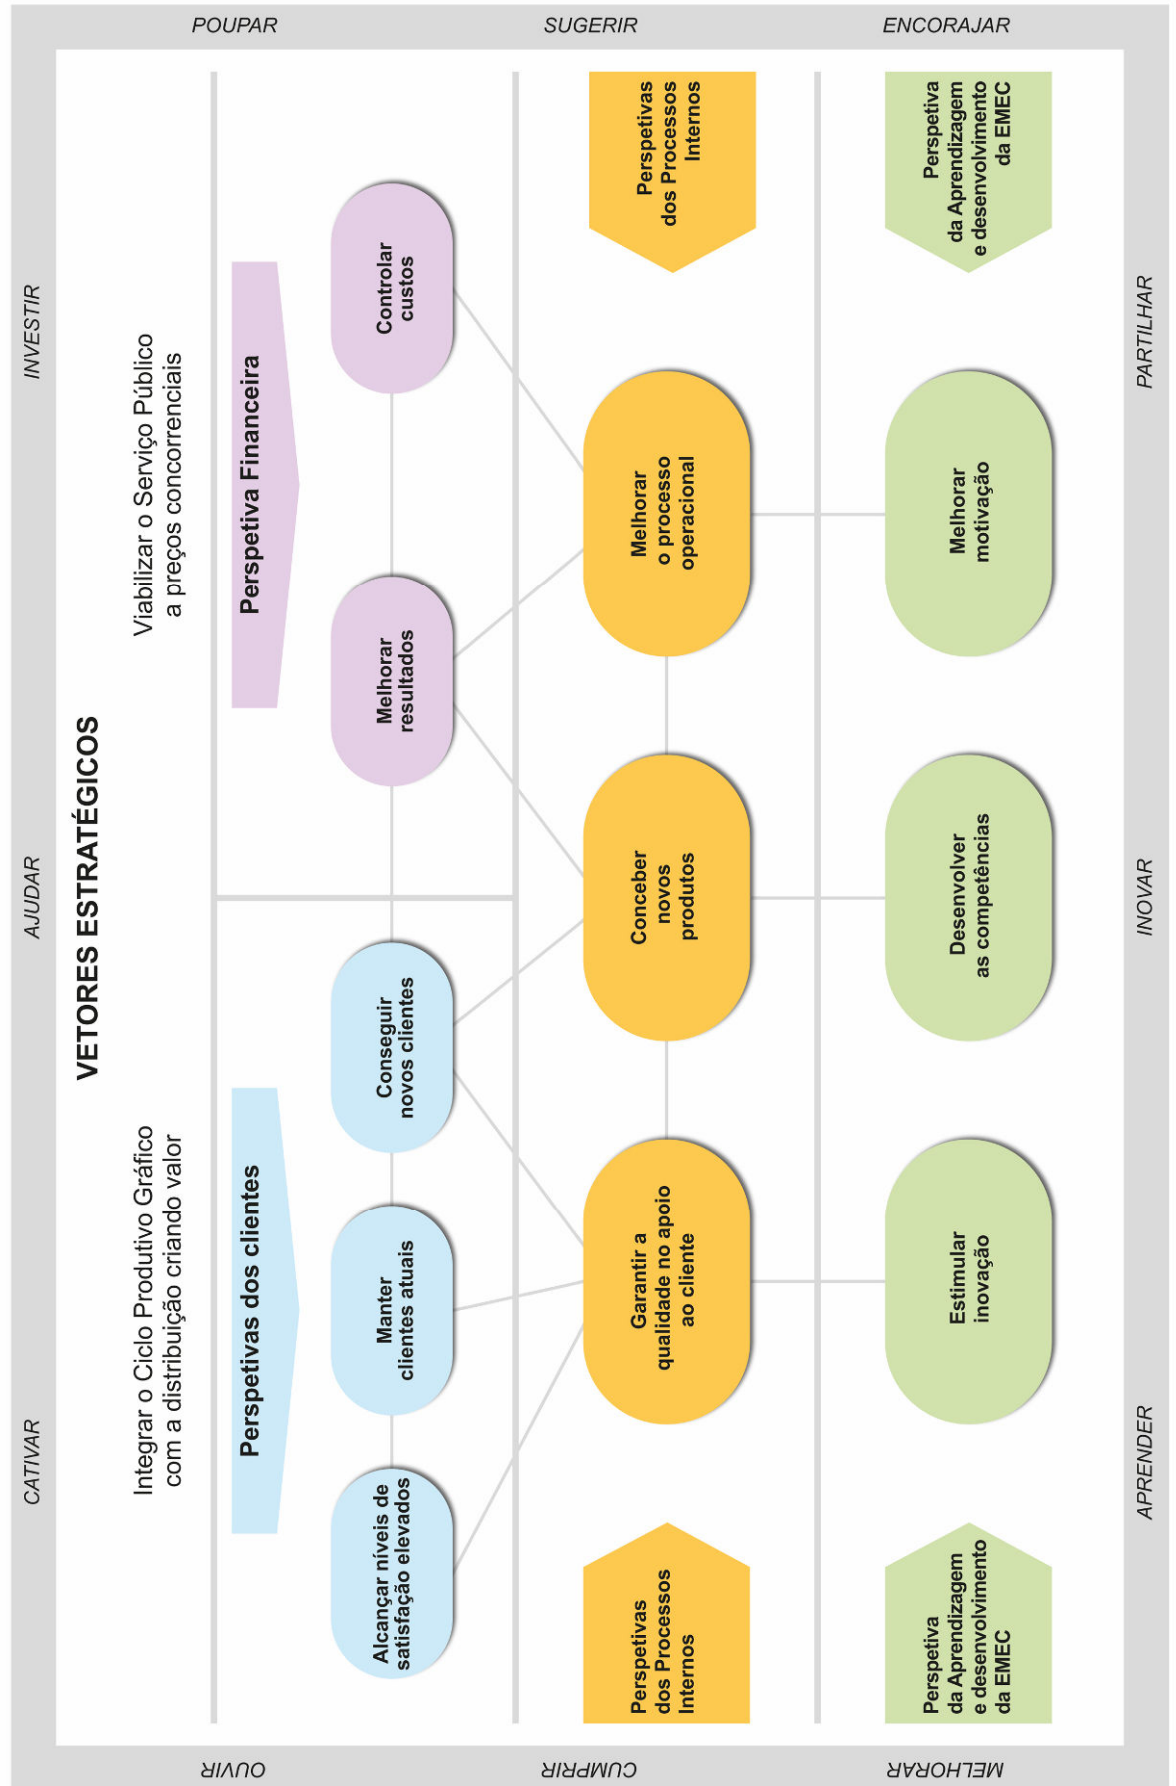 CATIVAR
AJUDAR
INVESTIR
VETORES ESTRATÉGICOS
Integrar o Ciclo Produtivo Gráfico
com a distribuição criando valor
Viabilizar o Serviço Público
a preços concorrenciais
OUVIR
POUPAR
Perspetivas dos clientes
Perspetiva Financeira
Alcançar níveis de
satisfação elevados
Manter
clientes atuais
Conseguir
novos clientes
Melhorar
resultados
Controlar
custos
CUMPRIR
SUGERIR
Perspetivas
dos Processos
Internos
Garantir a
qualidade no apoio
ao cliente
Conceber
novos
produtos
Melhorar
o processo
operacional
Perspetivas
dos Processos
Internos
MELHORAR
ENCORAJAR
Perspetiva
da Aprendizagem
e desenvolvimento
da EMEC
Estimular
inovação
Desenvolver
as competências
Melhorar
motivação
Perspetiva
da Aprendizagem
e desenvolvimento
da EMEC
APRENDER
INOVAR
PARTILHAR